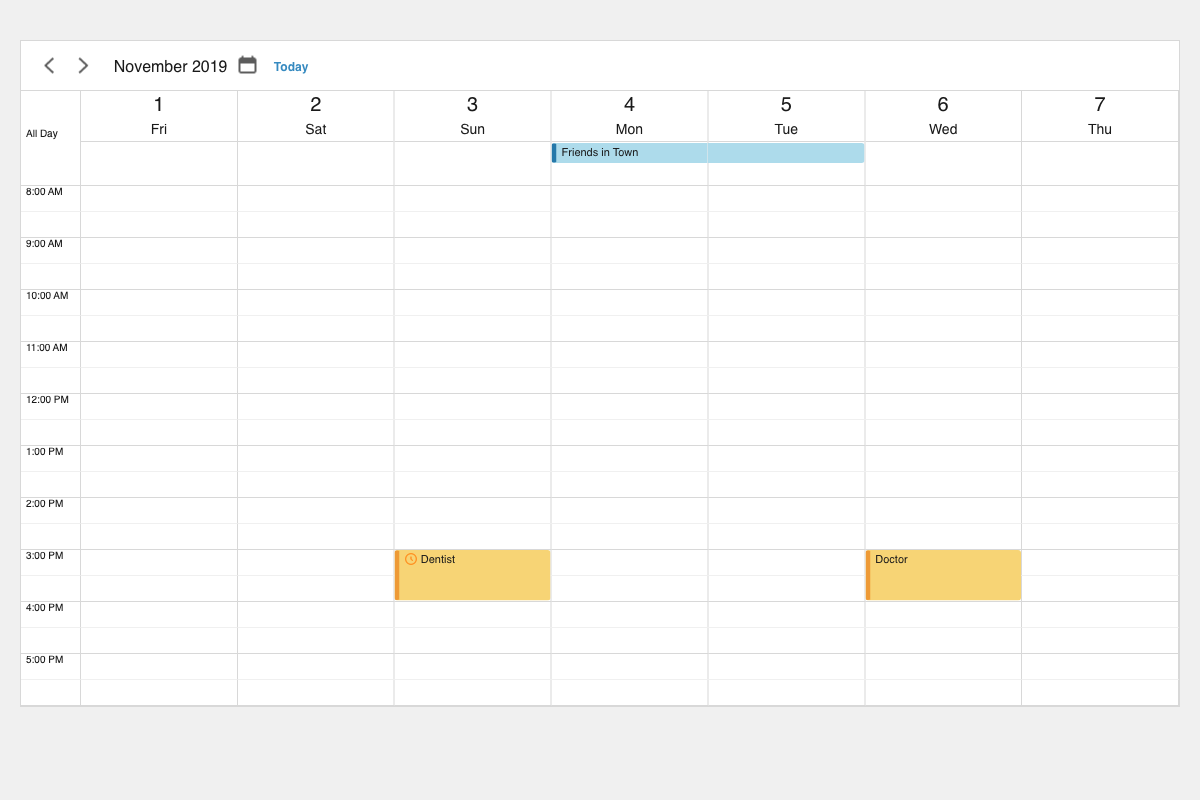 November 2019 Today
1 2 3 4 5 6 7
Fri Sat Sun Mon Tue Wed Thu
All Day
Friends in Town
8:00 AM
9:00 AM
10:00 AM
11:00 AM
12:00 PM
1:00 PM
2:00 PM
3:00 PM Dentist Doctor
4:00 PM
5:00 PM